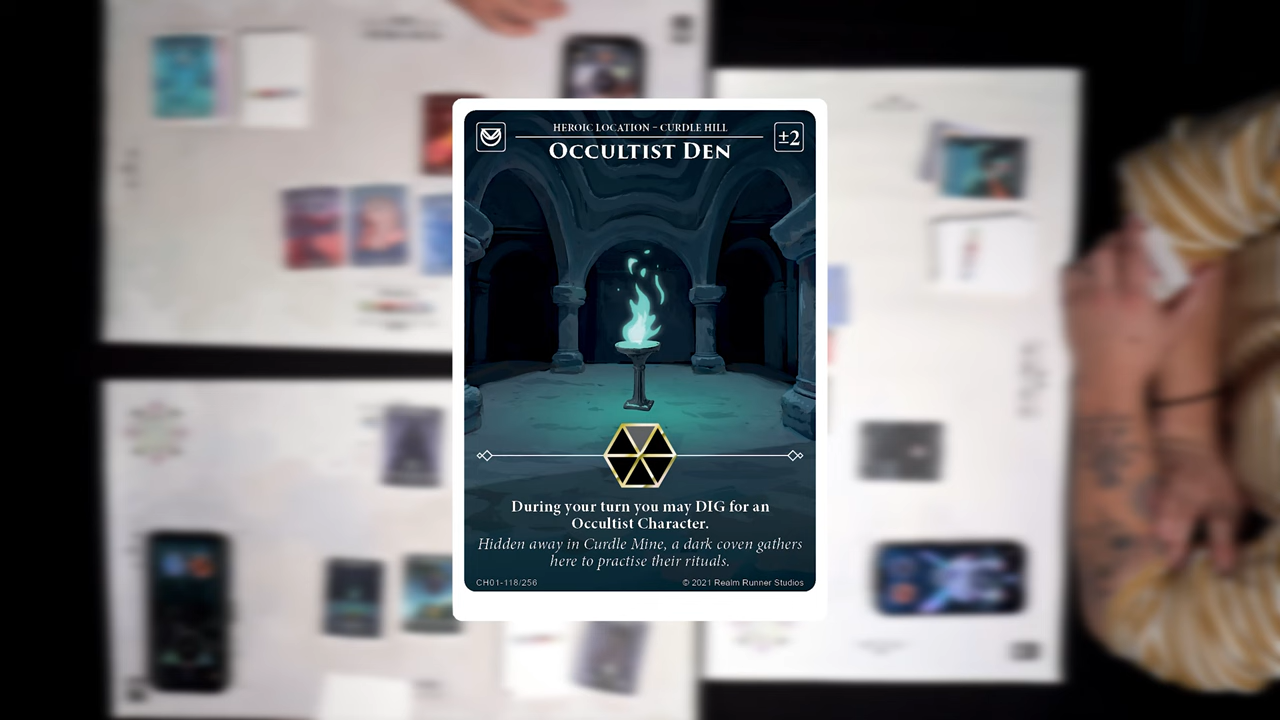 HEROIC LOCATION – CURDLE HILL
OCCULTIST DEN
±2
During your turn you may DIG for an
Occultist Character.
Hidden away in Curdle Mine, a dark coven gathers
here to practise their rituals.
CH01-118/256
© 2021 Realm Runner Studios